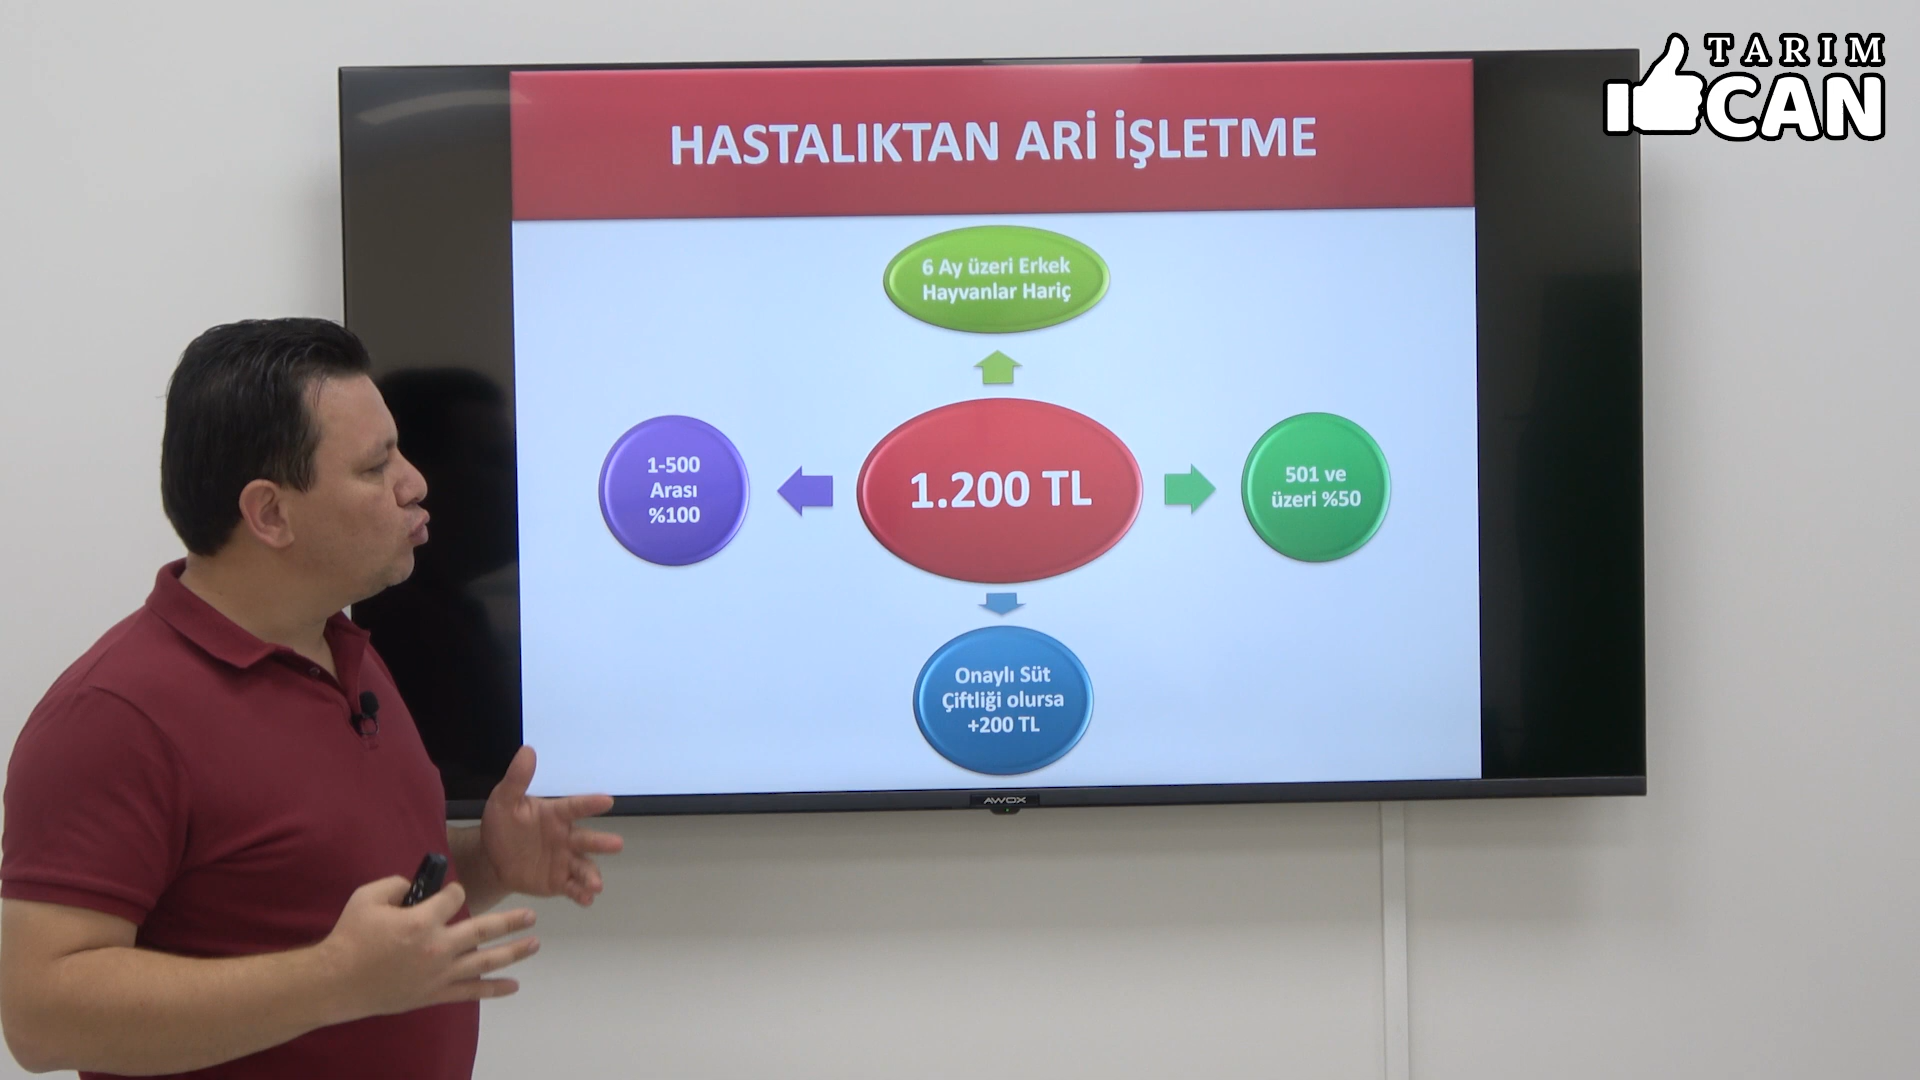 TARIM
CAN
HASTALIKTAN ARİ İŞLETME
6 Ay üzeri Erkek
Hayvanlar Hariç
1-500
Arası
%100
1.200 TL
501 ve
üzeri %50
Onaylı Süt
Çiftliği olursa
+200 TL
AWOX